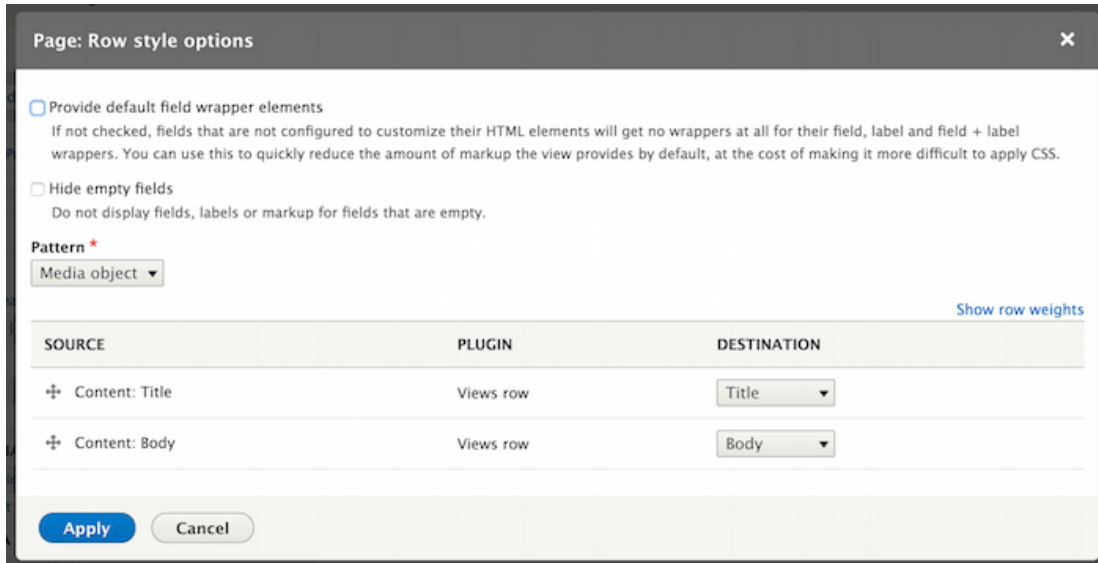 Page: Row style options
Provide default field wrapper elements
If not checked, fields that are not configured to customize their HTML elements will get no wrappers at all for their field, label and field + label
wrappers. You can use this to quickly reduce the amount of markup the view provides by default, at the cost of making it more difficult to apply CSS.
Hide empty fields
Do not display fields, labels or markup for fields that are empty.
Pattern *
Media object
Show row weights
SOURCE PLUGIN DESTINATION
Content: Title Views row Title
Content: Body Views row Body
Apply Cancel